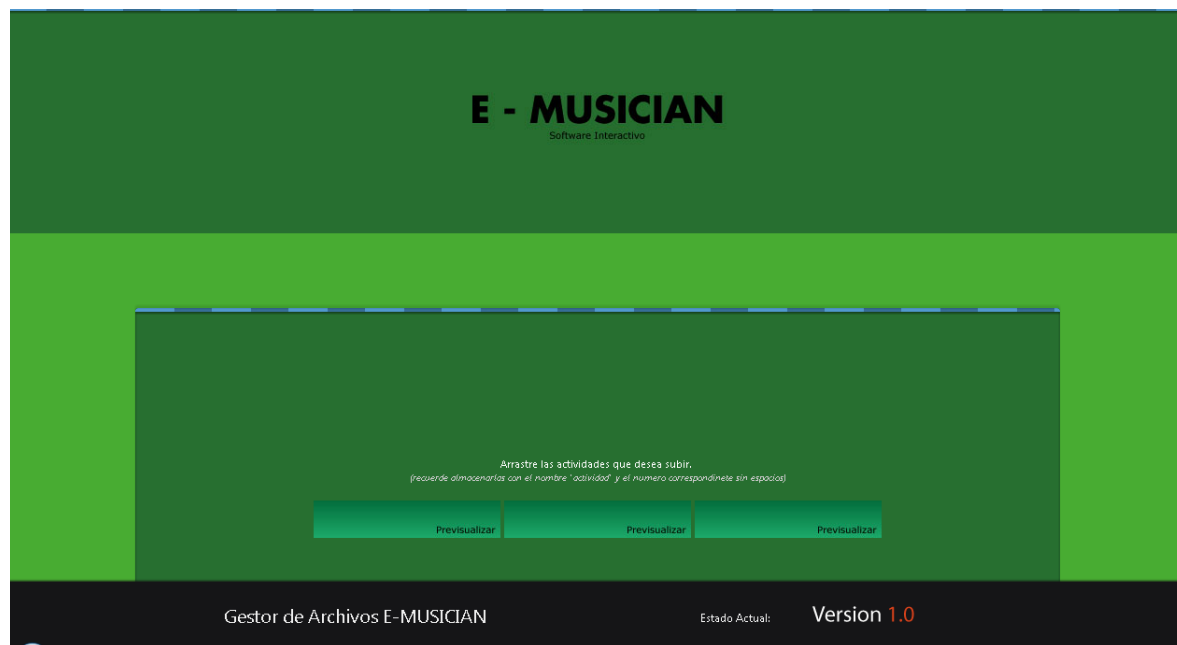 E - MUSICIAN
Software Interactivo
Arrastre las actividades que desea subir.
(recuerde almacenarlas con el nombre "actividad" y el numero correspondinete sin espacios)
Previsualizar Previsualizar Previsualizar
Gestor de Archivos E-MUSICIAN Estado Actual: Version 1.0